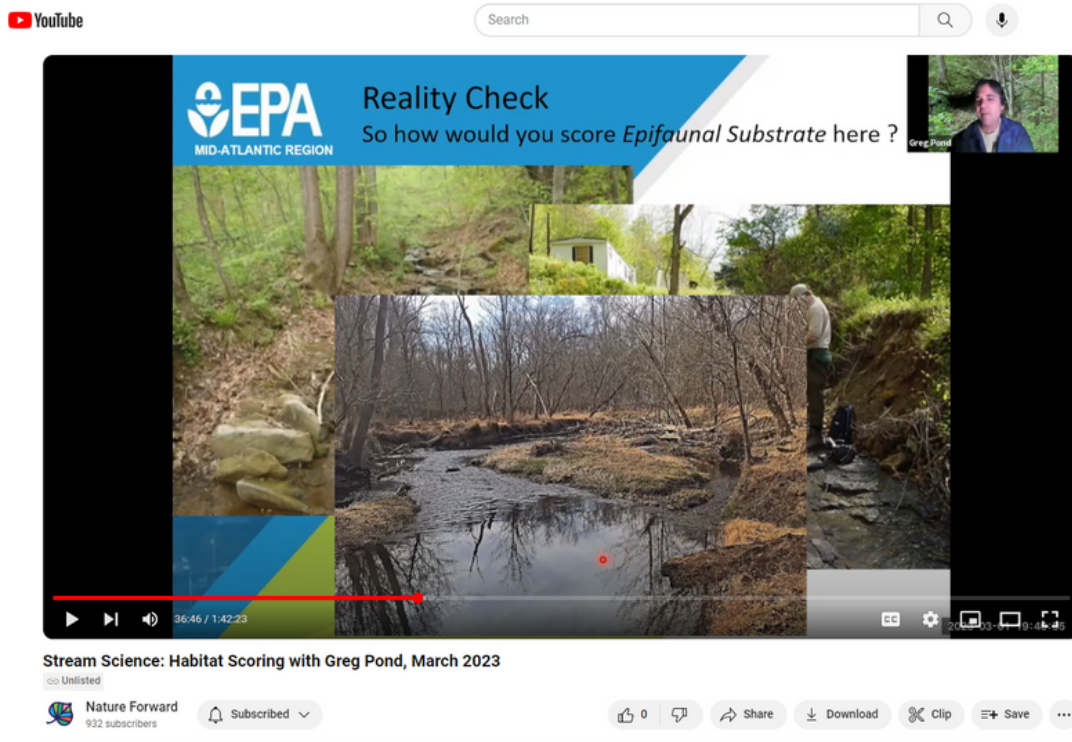 YouTube
Search
EPA
MID-ATLANTIC REGION
Reality Check
So how would you score Epifaunal Substrate here ?
Greg Pond
36:46 / 1:42:23
CC
Stream Science: Habitat Scoring with Greg Pond, March 2023
Unlisted
Nature Forward
932 subscribers
Subscribed
0
Share
Download
Clip
Save